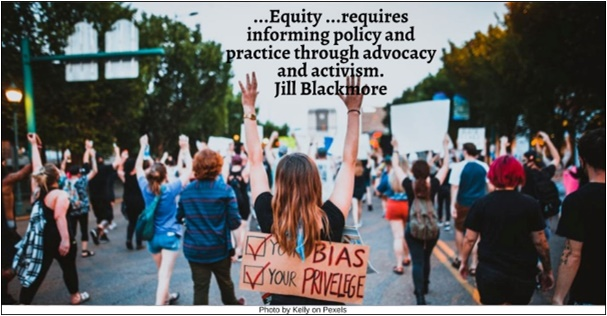 ...Equity ...requires
informing policy and
practice through advocacy
and activism.
Jill Blackmore
YO BIAS
YOUR PRIVELEGE
Photo by Kelly on Pexels